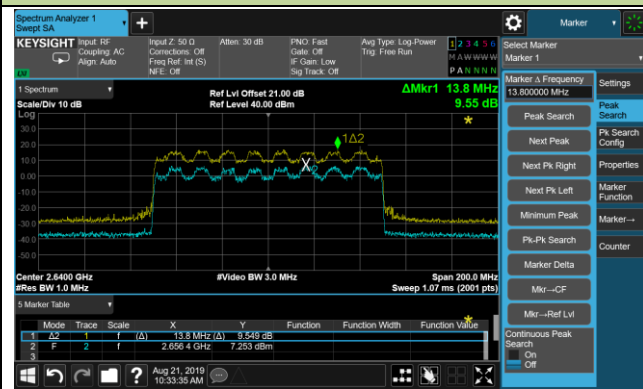 Spectrum Analyzer 1
Swept SA
+
Marker
KEYSIGHT
Input: RF
Coupling: AC
Align: Auto
Input Z: 50 Ω
Corrections: Off
Freq Ref: Int (S)
NFE: Off
Atten: 30 dB
PNO: Fast
Gate: Off
IF Gain: Low
Sig Track: Off
Avg Type: Log-Power
Trig: Free Run
1 2 3 4 5 6
M A W W W W
P A N N N N
LXI
Select Marker
Marker 1
1 Spectrum
Scale/Div 10 dB
Log
Ref Lvl Offset 21.00 dB
Ref Level 40.00 dBm
ΔMkr1 13.8 MHz
9.55 dB
30.0
20.0
10.0
0.00
-10.0
-20.0
-30.0
-40.0
-50.0
1Δ2
X2
Center 2.6400 GHz
#Res BW 1.0 MHz
#Video BW 3.0 MHz
Span 200.0 MHz
Sweep 1.07 ms (2001 pts)
5 Marker Table
Mode Trace Scale X Y Function Function Width Function Value
1 Δ2 1 f (Δ) 13.8 MHz (Δ) 9.549 dB
2 F 2 f 2.656 4 GHz 7.253 dBm
3
Aug 21, 2019
10:33:35 AM
Marker Δ Frequency
13.800000 MHz
Peak Search
Next Peak
Next Pk Right
Next Pk Left
Minimum Peak
Pk-Pk Search
Marker Delta
Mkr→CF
Mkr→Ref Lvl
Continuous Peak
Search
On
Off
Settings
Peak
Search
Pk Search
Config
Properties
Marker
Function
Marker→
Counter